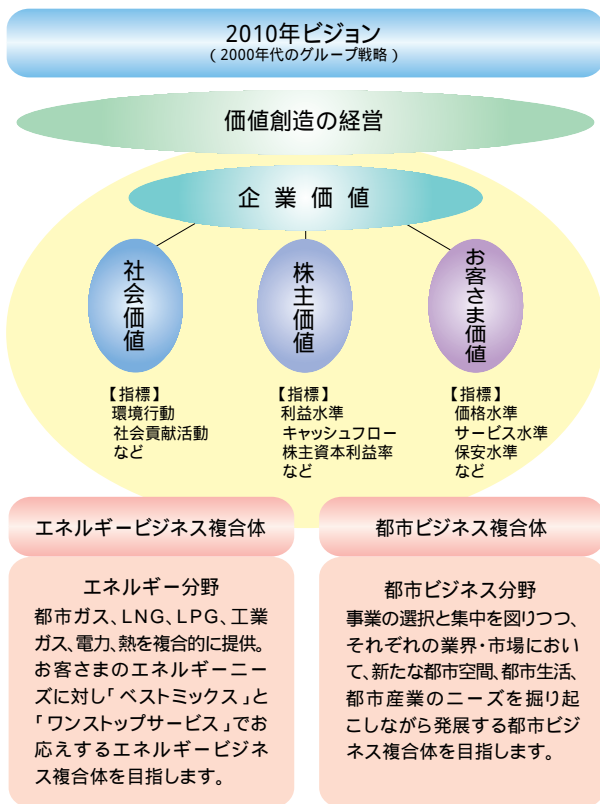 2010年ビジョン
(2000年代のグループ戦略)
価値創造の経営
企業価値
社会価値
株主価値
お客さま価値
【指標】
環境行動
社会貢献活動
など
【指標】
利益水準
キャッシュフロー
株主資本利益率
など
【指標】
価格水準
サービス水準
保安水準
など
エネルギービジネス複合体
エネルギー分野
都市ガス、LNG、LPG、工業
ガス、電力、熱を複合的に提供。
お客さまのエネルギーニー
ズに対し「ベストミックス」と
「ワンストップサービス」でお
応えするエネルギービジネ
ス複合体を目指します。
都市ビジネス複合体
都市ビジネス分野
事業の選択と集中を図りつつ、
それぞれの業界・市場におい
て、新たな都市空間、都市生活、
都市産業のニーズを掘り起
こしながら発展する都市ビジ
ネス複合体を目指します。